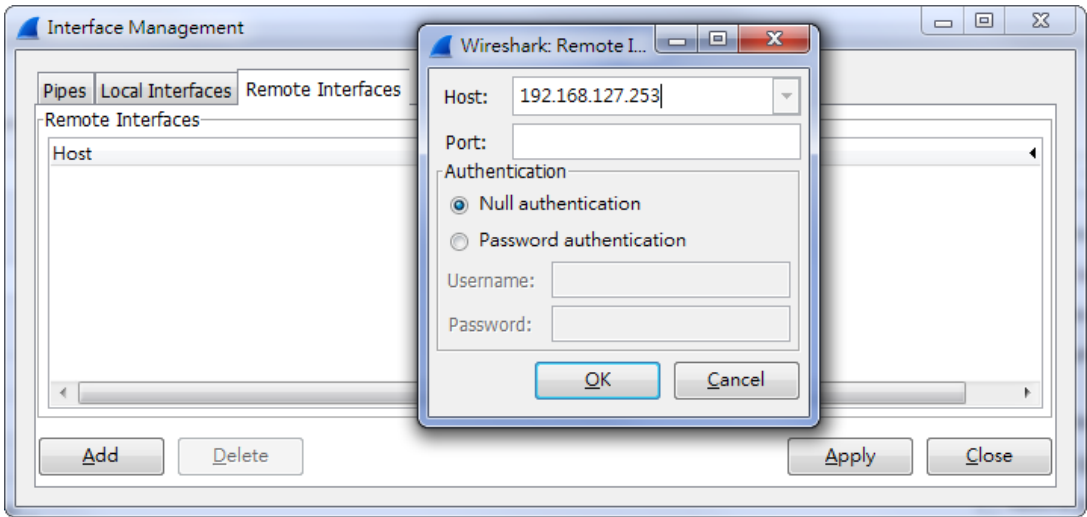 Interface Management
Pipes Local Interfaces Remote Interfaces
Remote Interfaces
Host
Add Delete Apply Close
Wireshark: Remote I...
Host: 192.168.127.253
Port:
Authentication
Null authentication
Password authentication
Username:
Password:
OK Cancel